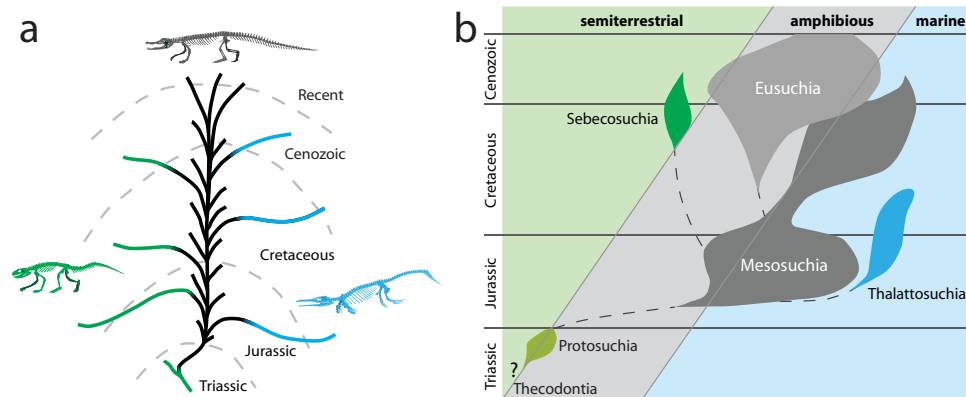 a
Recent
Cenozoic
Cretaceous
Jurassic
Triassic
b
semiterrestrial
amphibious
marine
Cenozoic
Cretaceous
Jurassic
Triassic
Eusuchia
Sebecosuchia
Mesosuchia
Thalattosuchia
Protosuchia
?
Thecodontia